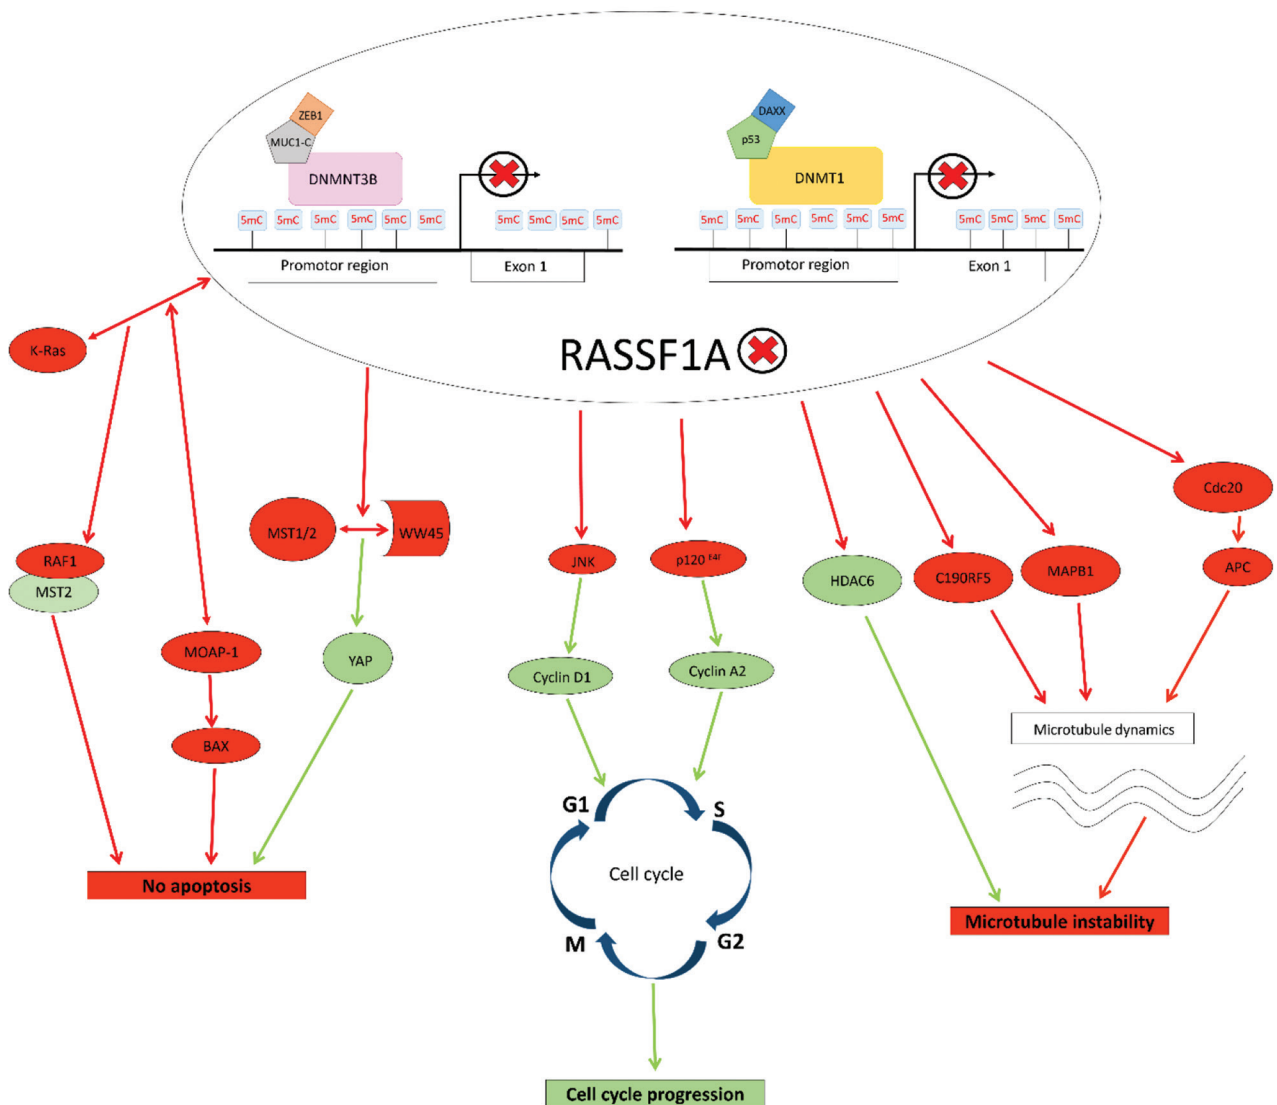 ZEB1
MUC1-C
DNMNT3B
5mC 5mC 5mC 5mC 5mC 5mC 5mC 5mC 5mC 5mC
Promotor region
Exon 1
DAXX
p53
DNMT1
5mC 5mC 5mC 5mC 5mC 5mC 5mC 5mC 5mC 5mC
Promotor region
Exon 1
RASSF1A
K-Ras
RAF1
MST2
MOAP-1
BAX
MST1/2
WW45
YAP
No apoptosis
JNK
p120 E4F
Cyclin D1
Cyclin A2
G1
S
Cell cycle
M
G2
Cell cycle progression
HDAC6
C190RF5
MAPB1
Cdc20
APC
Microtubule dynamics
Microtubule instability